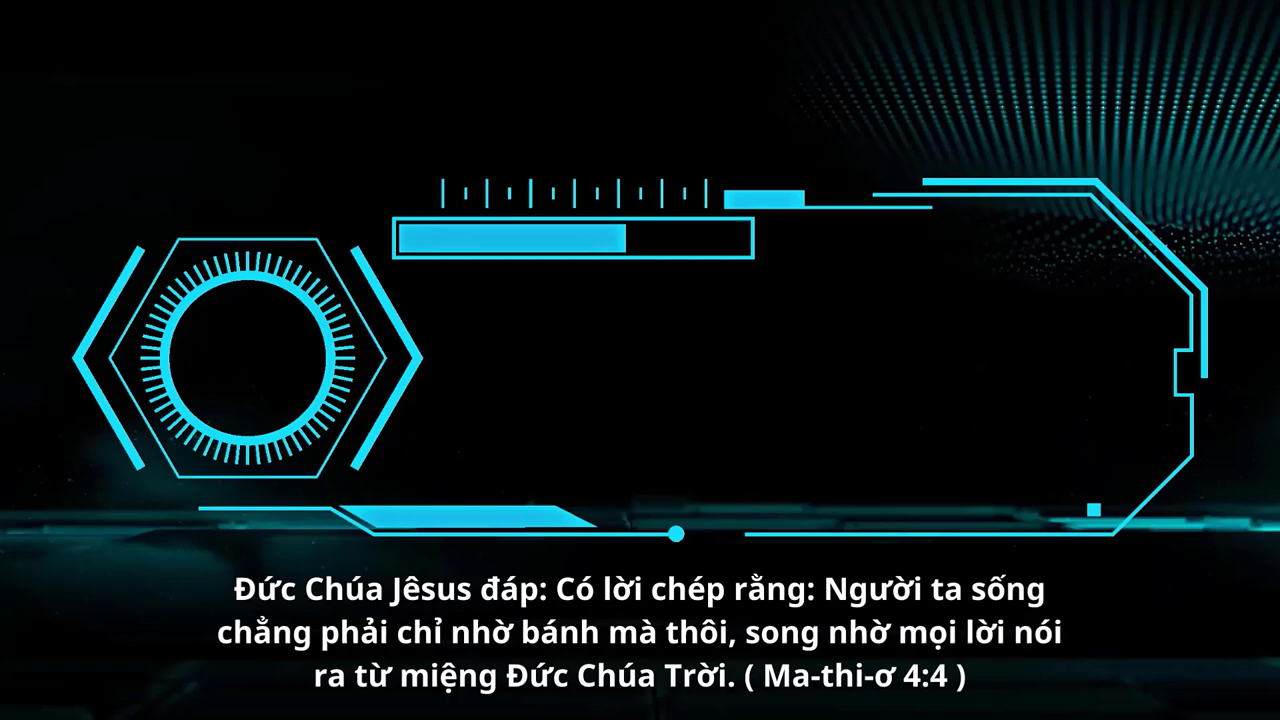 Đức Chúa Jêsus đáp: Có lời chép rằng: Người ta sống
chẳng phải chỉ nhờ bánh mà thôi, song nhờ mọi lời nói
ra từ miệng Đức Chúa Trời. ( Ma-thi-ơ 4:4 )